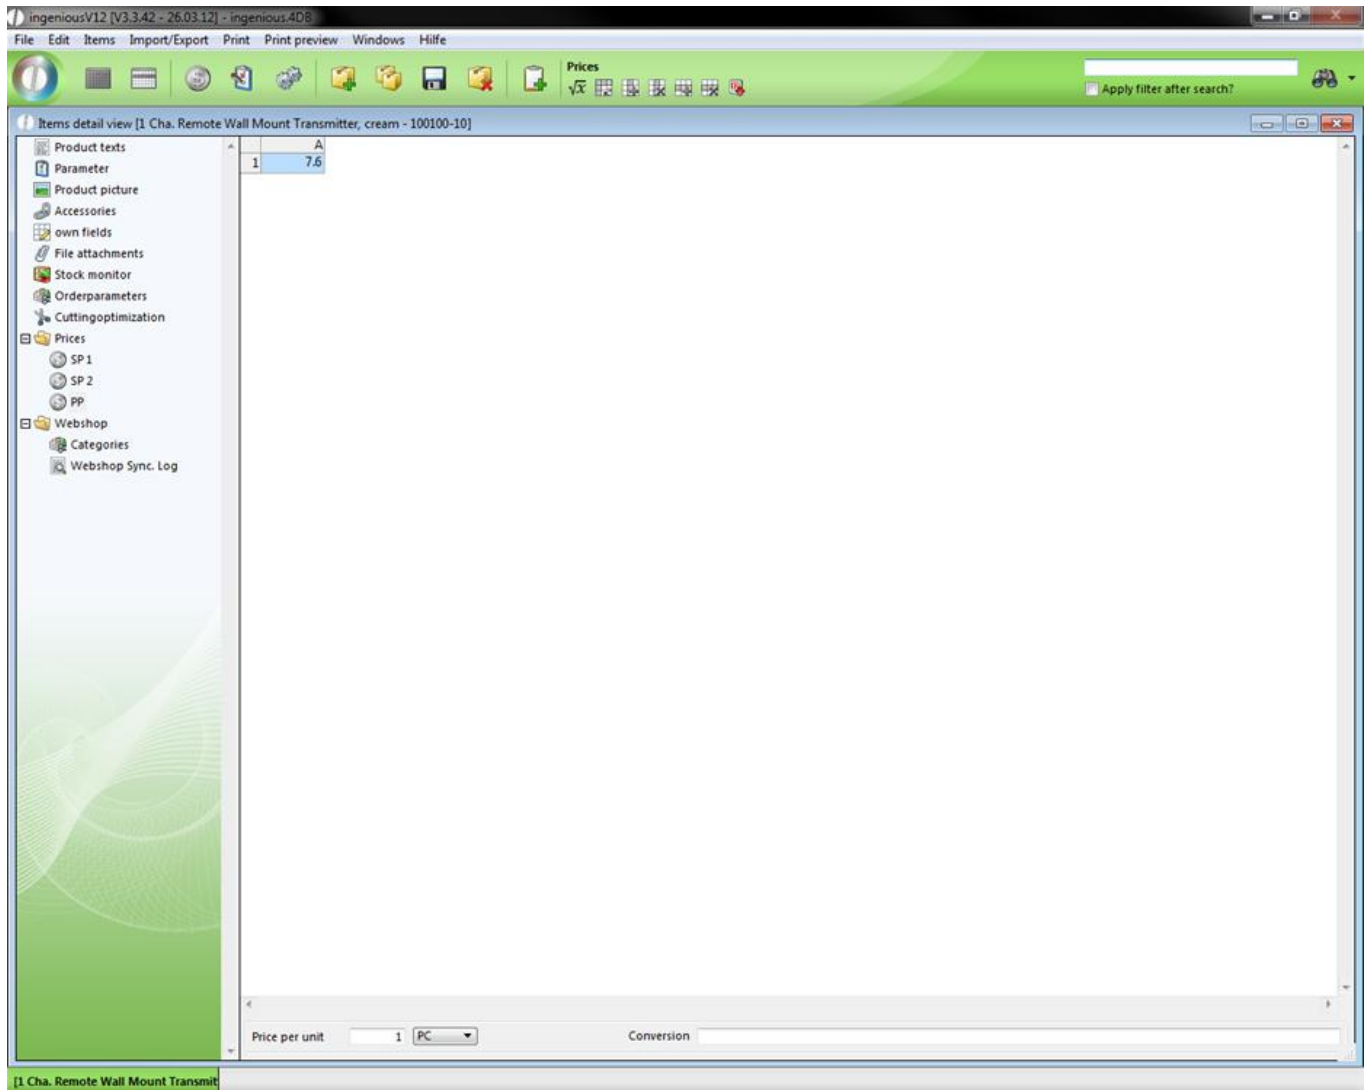 ingeniousV12 [V3.3.42 - 26.03.12] - ingenious.4DB
File Edit Items Import/Export Print Print preview Windows Hilfe
Prices
√x
Apply filter after search?
Items detail view [1 Cha. Remote Wall Mount Transmitter, cream - 100100-10]
Product texts
Parameter
Product picture
Accessories
own fields
File attachments
Stock monitor
Orderparameters
Cuttingoptimization
Prices
SP 1
SP 2
PP
Webshop
Categories
Webshop Sync. Log
A
1 7.6
Price per unit 1 PC Conversion
[1 Cha. Remote Wall Mount Transmit